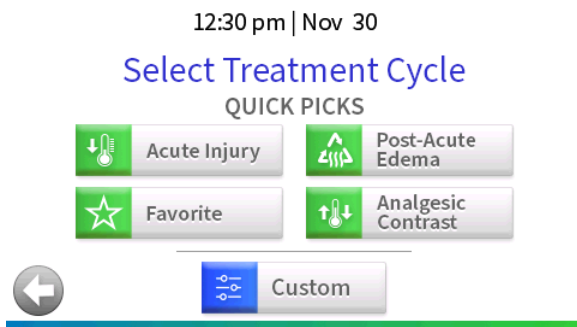 12:30 pm | Nov 30
Select Treatment Cycle
QUICK PICKS
Acute Injury
Post-Acute
Edema
Favorite
Analgesic
Contrast
Custom